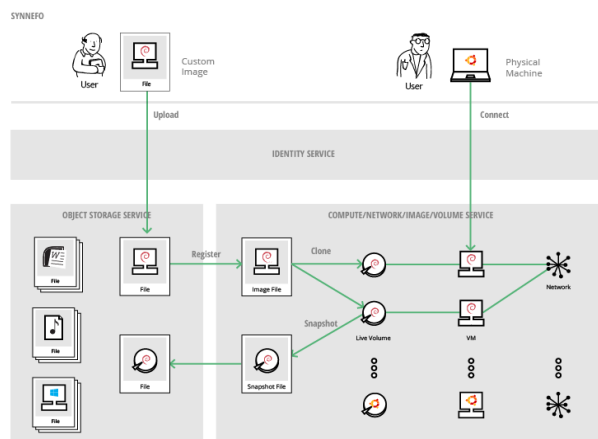 SYNNEFO
User
File
Custom
Image
User
Physical
Machine
Upload
Connect
IDENTITY SERVICE
OBJECT STORAGE SERVICE
COMPUTE/NETWORK/IMAGE/VOLUME SERVICE
W
File
File
Register
Image File
Clone
Network
File
Snapshot
Live Volume
VM
File
Snapshot File
File